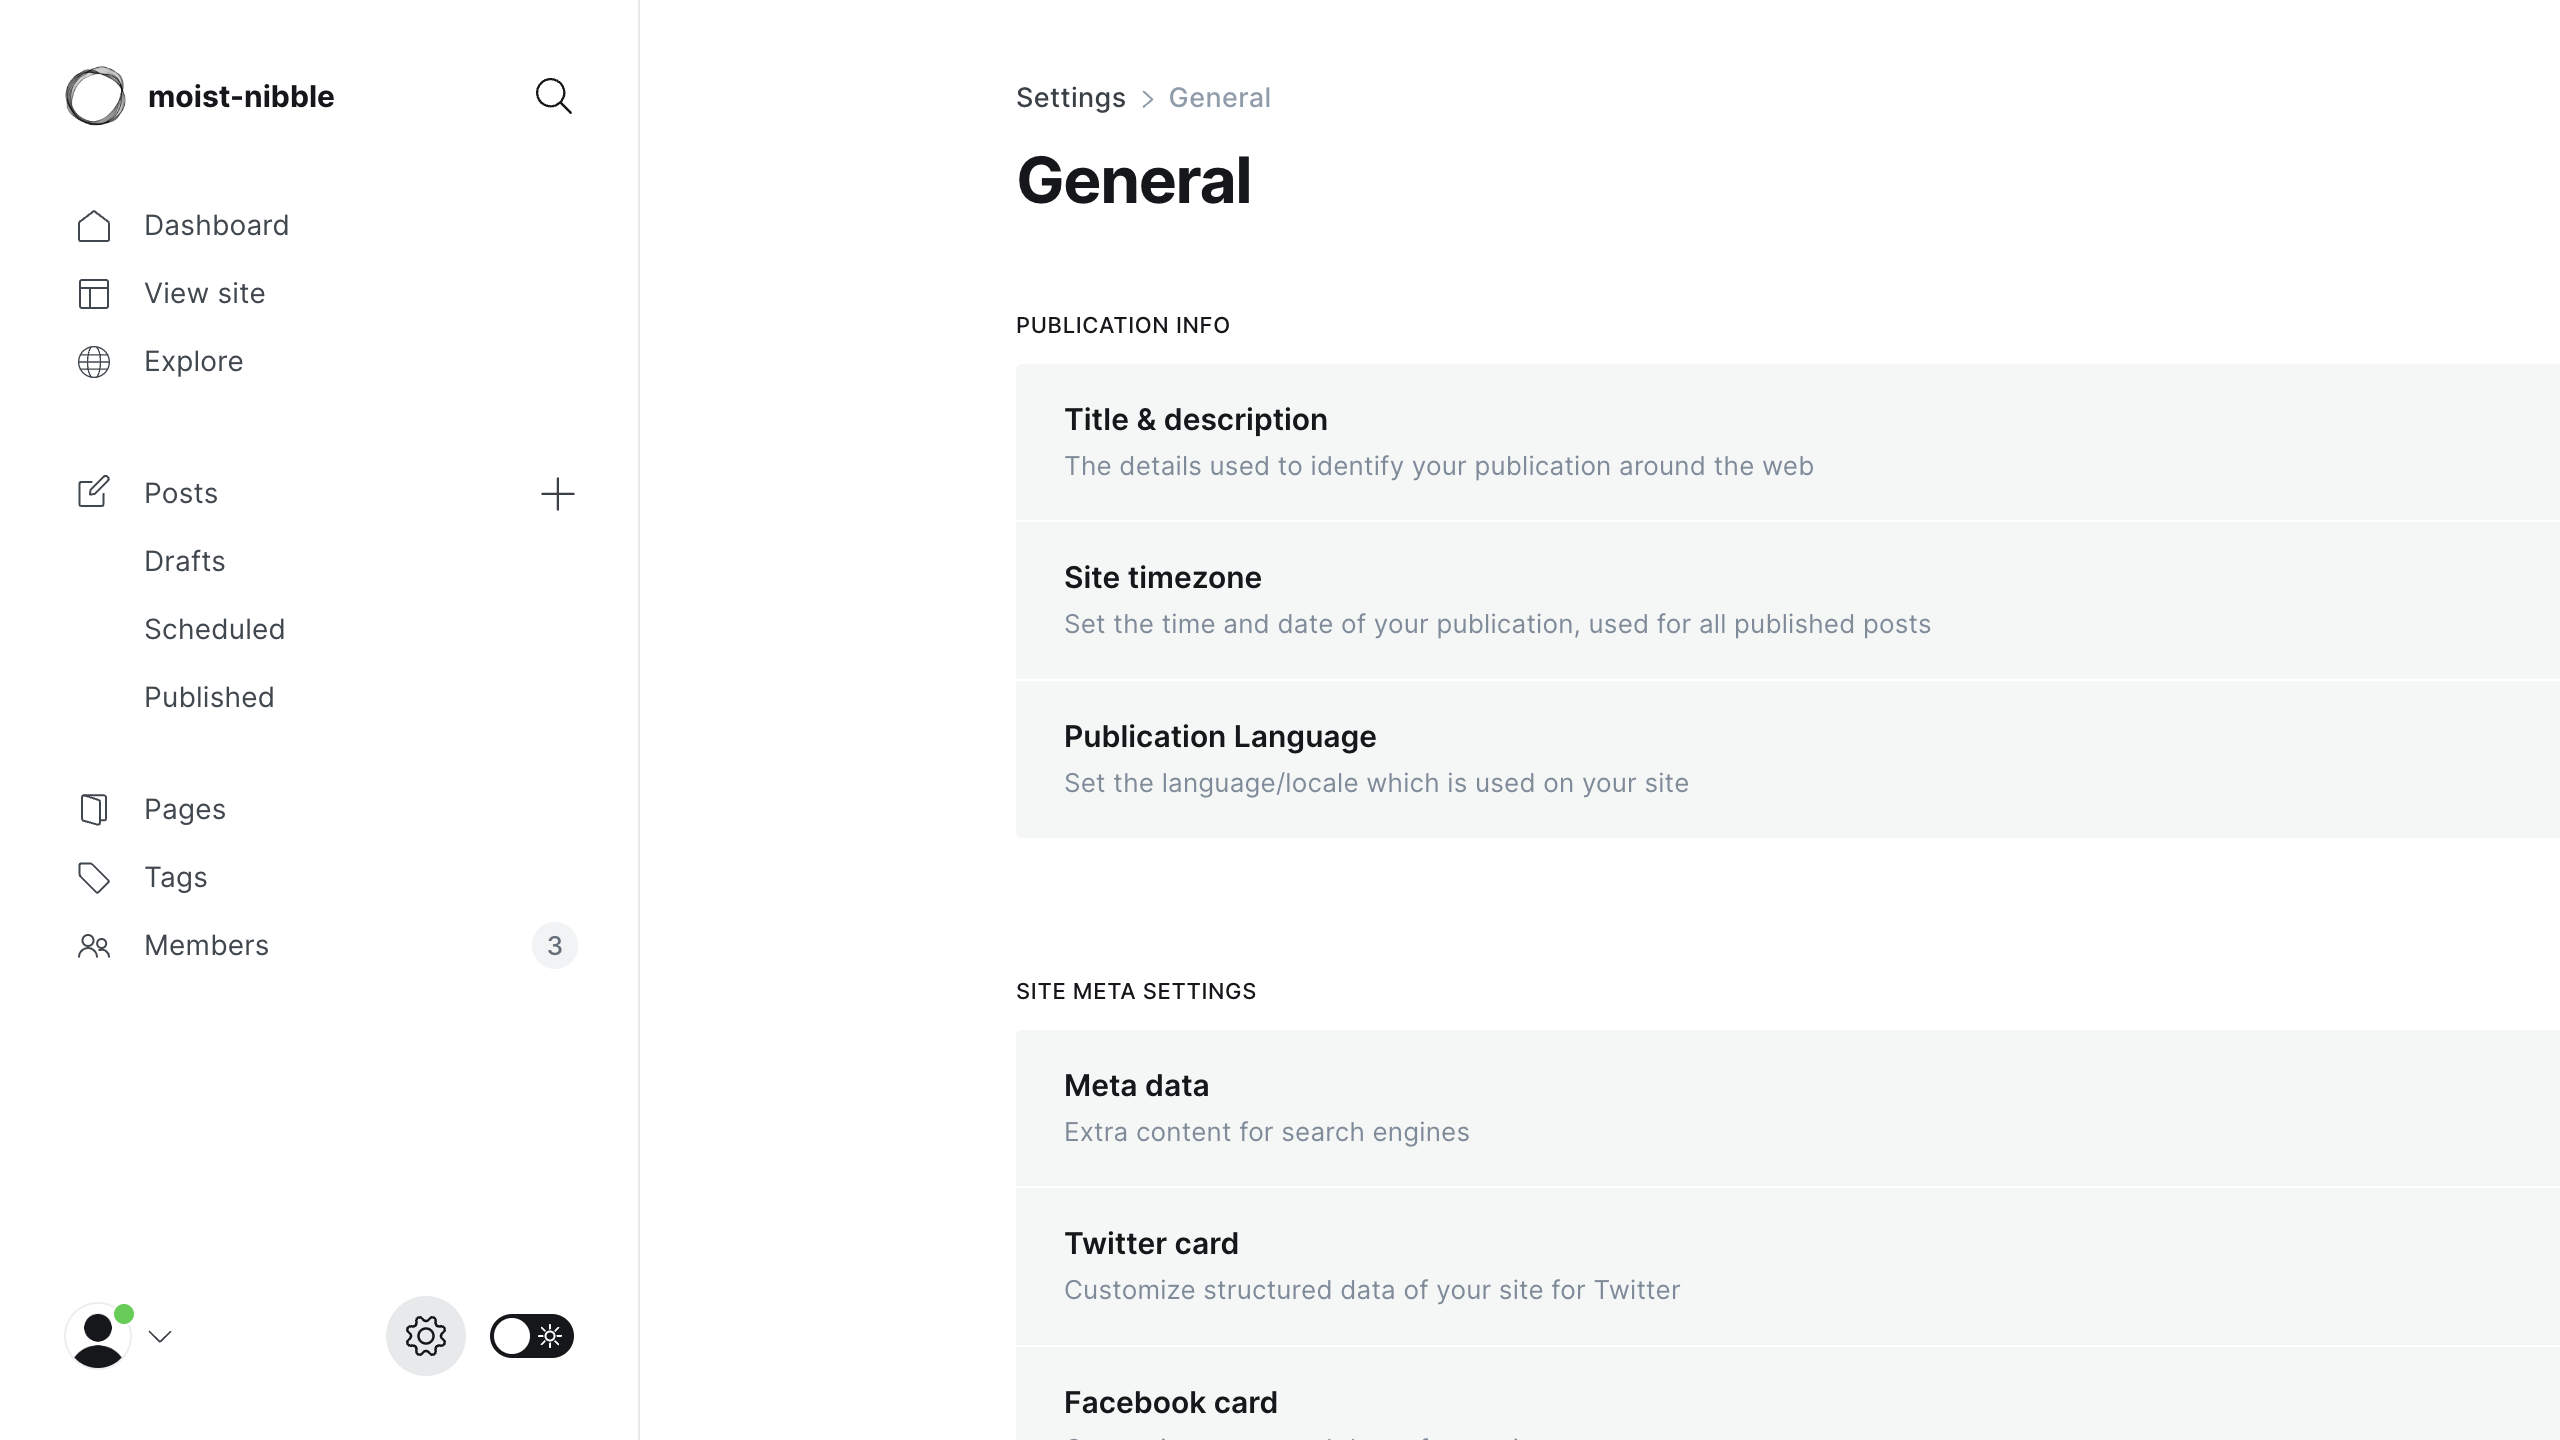 moist-nibble
Dashboard
View site
Explore
Posts
Drafts
Scheduled
Published
Pages
Tags
Members 3
Settings > General
General
PUBLICATION INFO
Title & description
The details used to identify your publication around the web
Site timezone
Set the time and date of your publication, used for all published posts
Publication Language
Set the language/locale which is used on your site
SITE META SETTINGS
Meta data
Extra content for search engines
Twitter card
Customize structured data of your site for Twitter
Facebook card